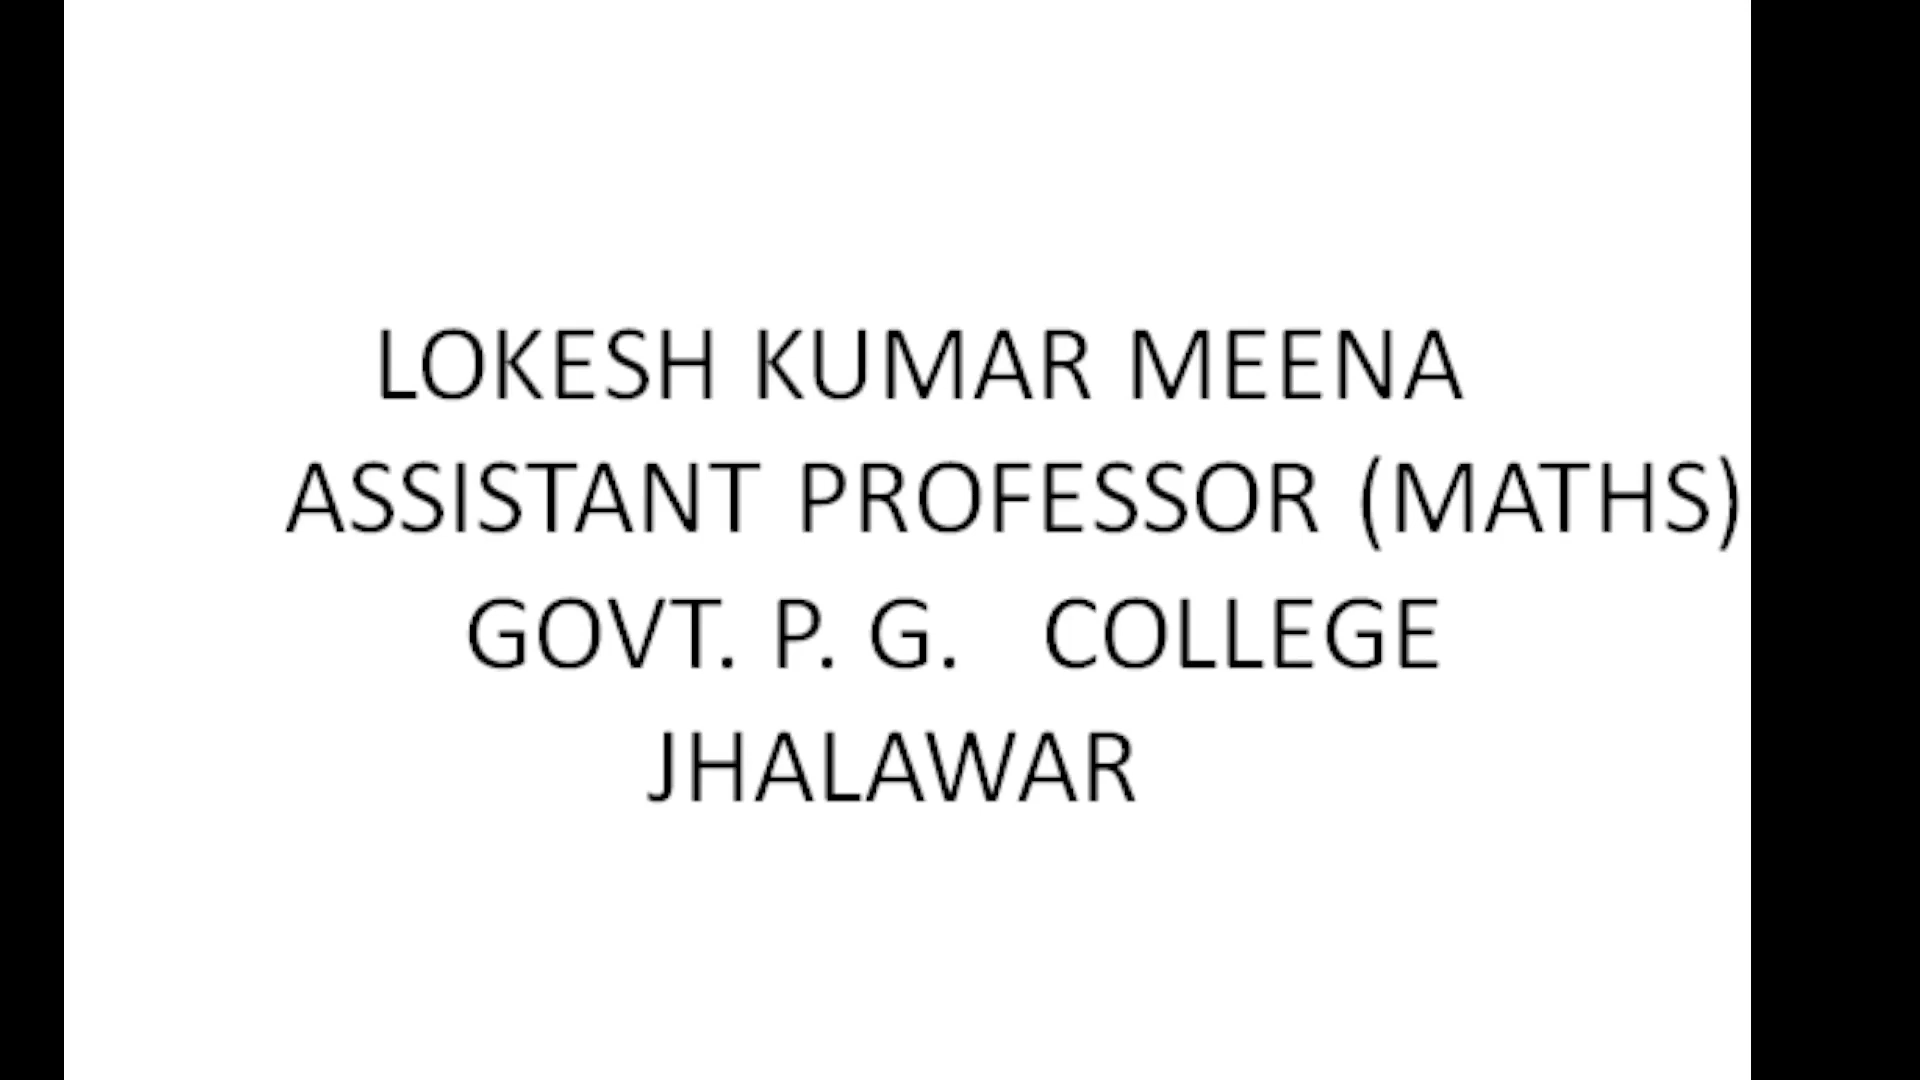 LOKESH KUMAR MEENA
ASSISTANT PROFESSOR (MATHS)
GOVT. P. G. COLLEGE
JHALAWAR